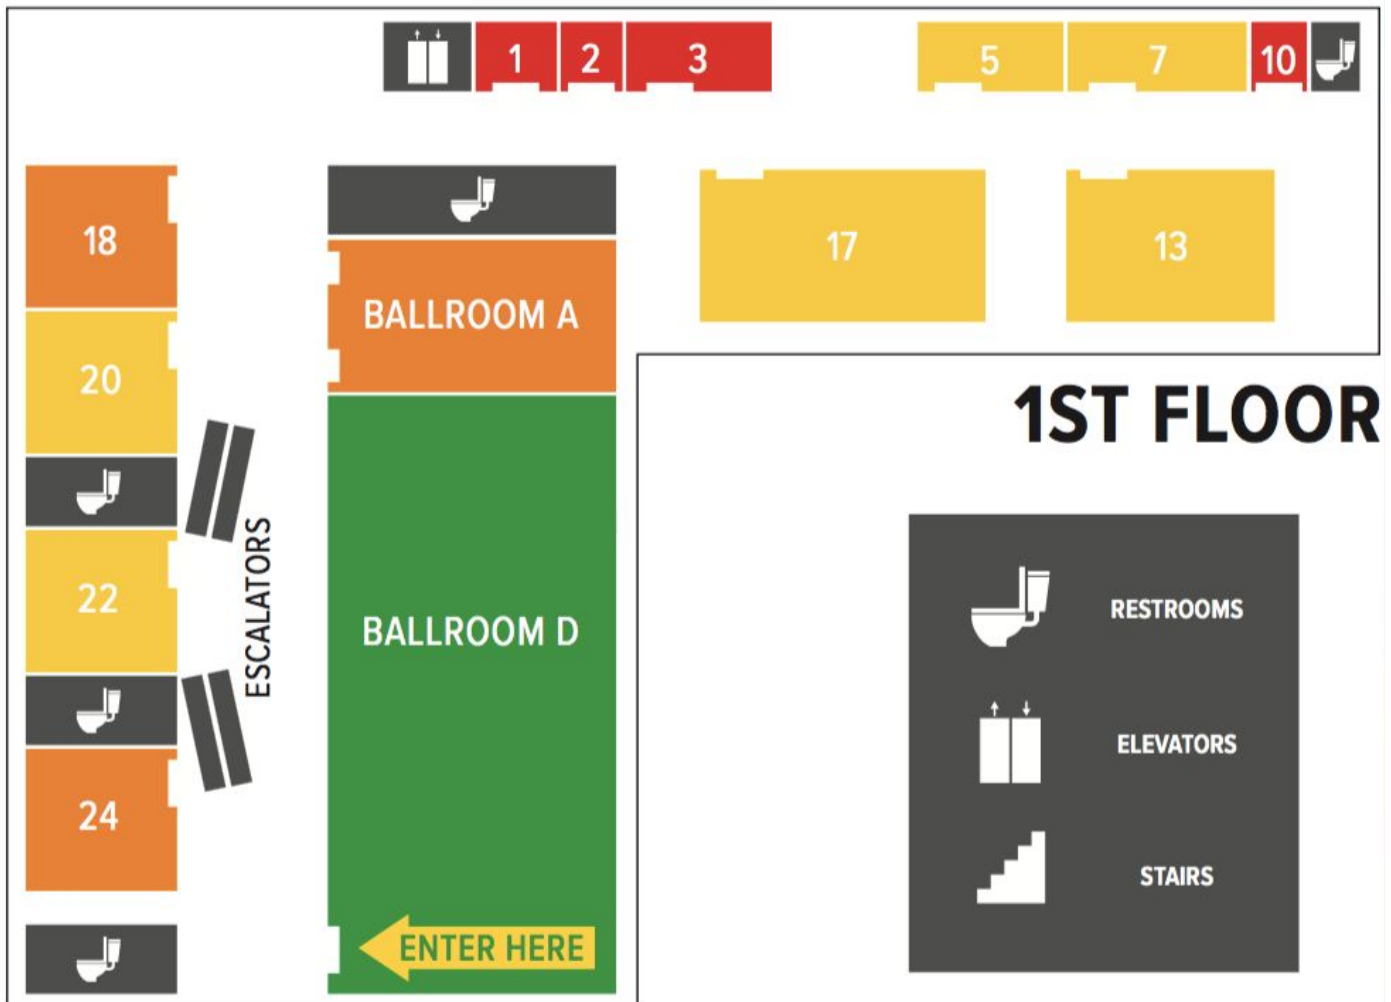 1
2
3
5
7
10
18
17
13
BALLROOM A
20
1ST FLOOR
ESCALATORS
22
BALLROOM D
RESTROOMS
ELEVATORS
24
STAIRS
ENTER HERE